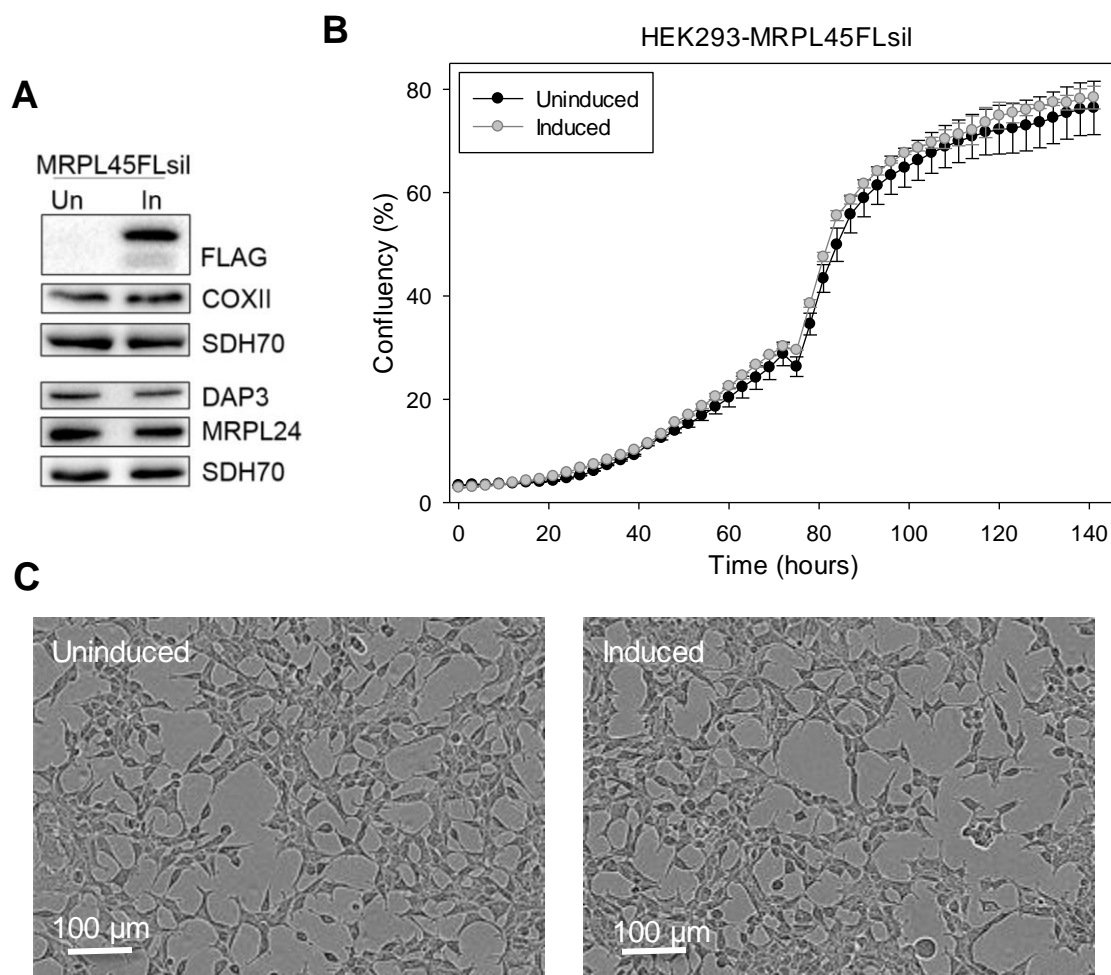 A
MRPL45FLsil
Un In
FLAG
COXII
SDH70
DAP3
MRPL24
SDH70
B
HEK293-MRPL45FLsil
Uninduced
Induced
Confluency (%)
80
60
40
20
0
0 20 40 60 80 100 120 140
Time (hours)
C
Uninduced
100 µm
Induced
100 µm